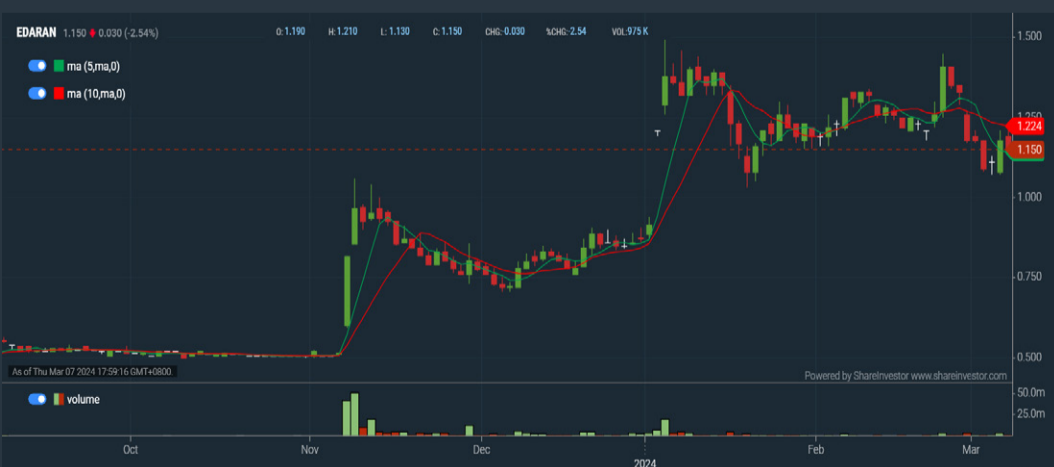 EDARAN 1.150 0.030 (-2.54%) O: 1.190 H: 1.210 L: 1.130 C: 1.150 CHG:-0.030 %CHG:-2.54 VOL:975 K
ma (5,ma,0)
ma (10,ma,0)
1.500
1.250
1.224
1.150
1.000
0.750
0.500
As of Thu Mar 07 2024 17:59:16 GMT+0800.
Powered by ShareInvestor www.shareinvestor.com
volume
50.0m
25.0m
Oct Nov Dec Feb Mar
2024